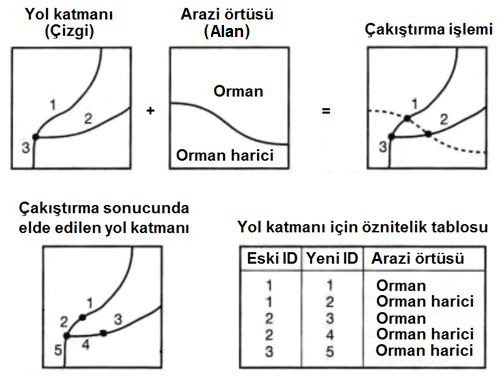 Yol katmanı
(Çizgi)
Arazi örtüsü
(Alan)
Çakıştırma işlemi
1
2
3
+
Orman
Orman harici
=
1
2
3
Çakıştırma sonucunda
elde edilen yol katmanı
1
2
3
4
5
Yol katmanı için öznitelik tablosu
Eski ID Yeni ID Arazi örtüsü
1 1 Orman
1 2 Orman harici
2 3 Orman
2 4 Orman harici
3 5 Orman harici